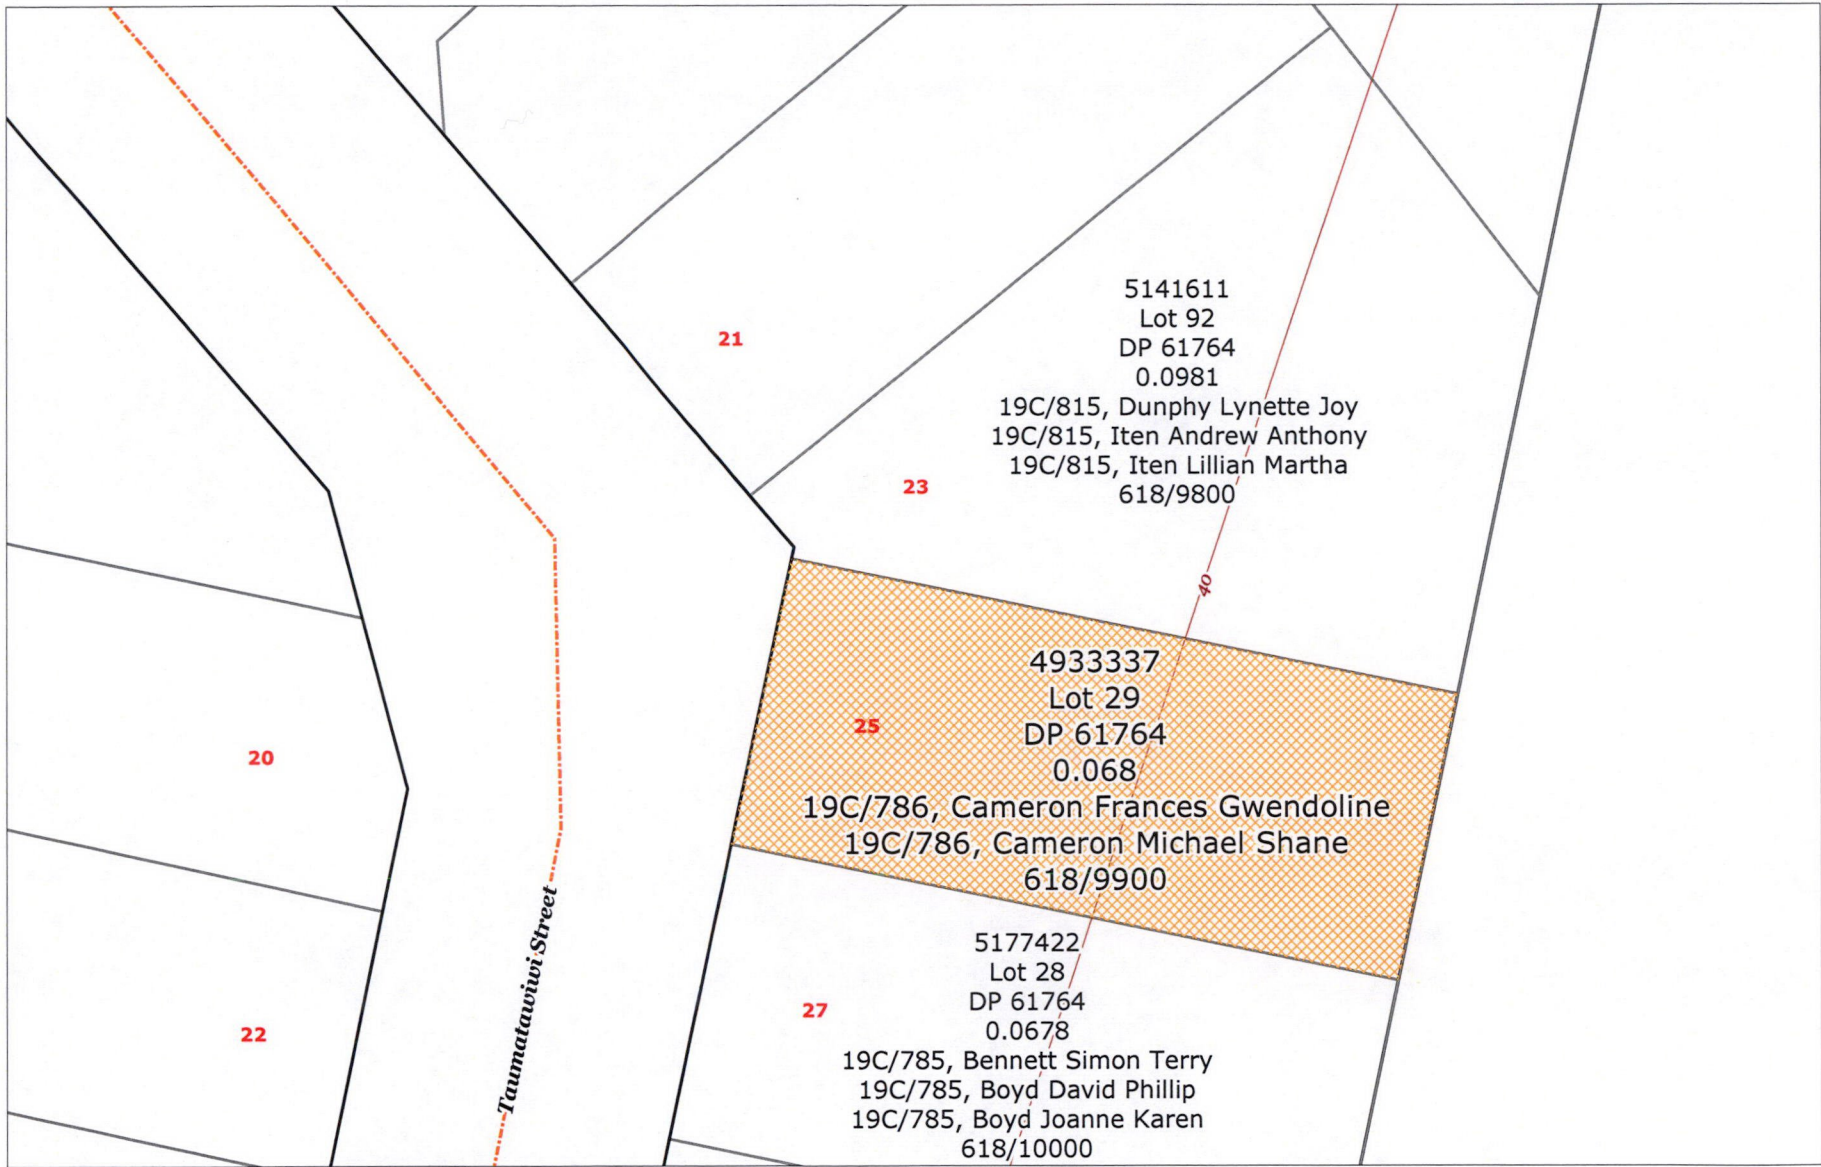 21
5141611
Lot 92
DP 61764
0.0981
19C/815, Dunphy Lynette Joy
19C/815, Iten Andrew Anthony
19C/815, Iten Lillian Martha
618/9800
23
40
4933337
Lot 29
DP 61764
0.068
19C/786, Cameron Frances Gwendoline
19C/786, Cameron Michael Shane
618/9900
25
20
Taumatawiwi Street
5177422
Lot 28
DP 61764
0.0678
19C/785, Bennett Simon Terry
19C/785, Boyd David Phillip
19C/785, Boyd Joanne Karen
618/10000
27
22